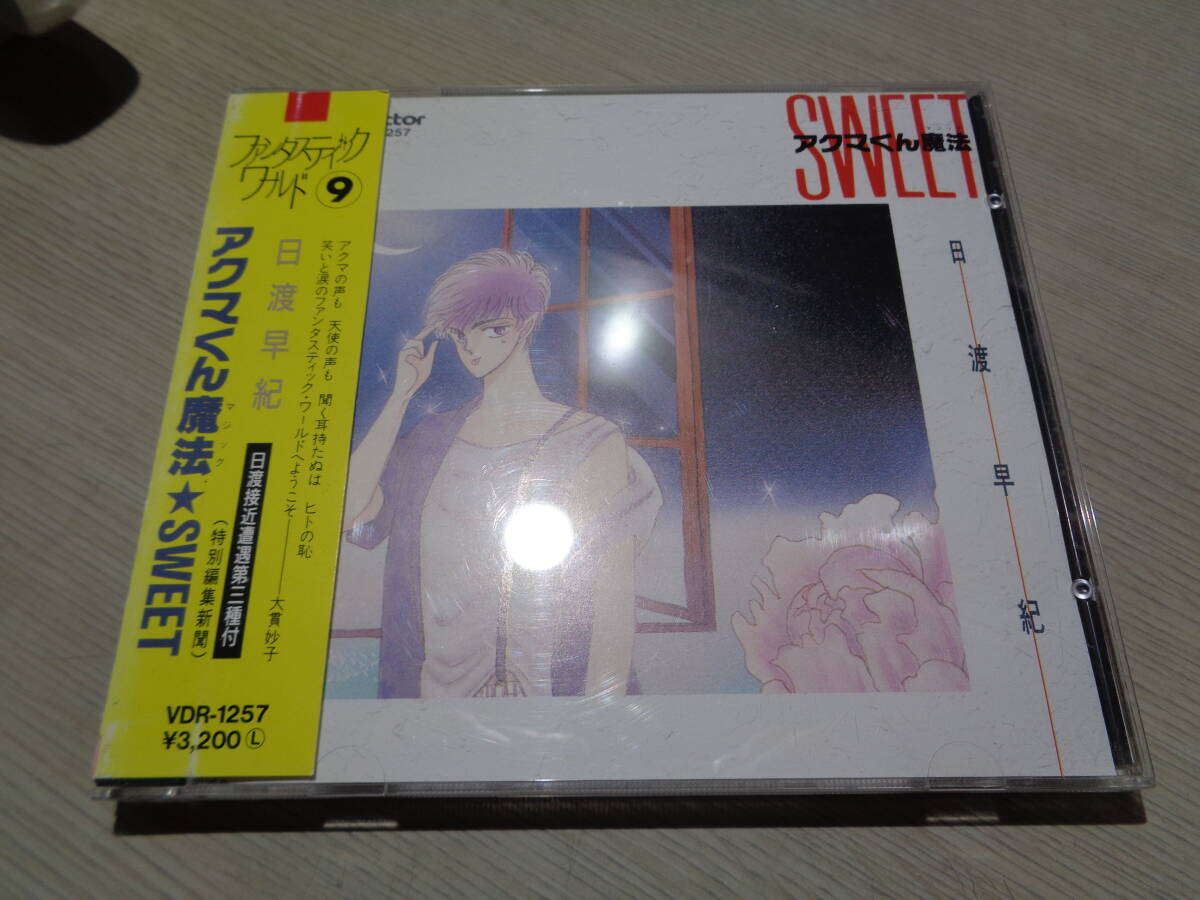 ファンタスティック
ワールド ⑨
日渡早紀
アクマの声も 天使の声も 聞く耳持たぬは ヒトの恥
笑いと涙のファンタスティック・ワールドへようこそ——大貫妙子
アクマくん魔法★SWEET
マジック
日渡接近遭遇第三種付
(特別編集新聞)
VDR-1257
¥3,200 Ⓛ
ctor
257
SWEET
アクマくん魔法
日渡早紀